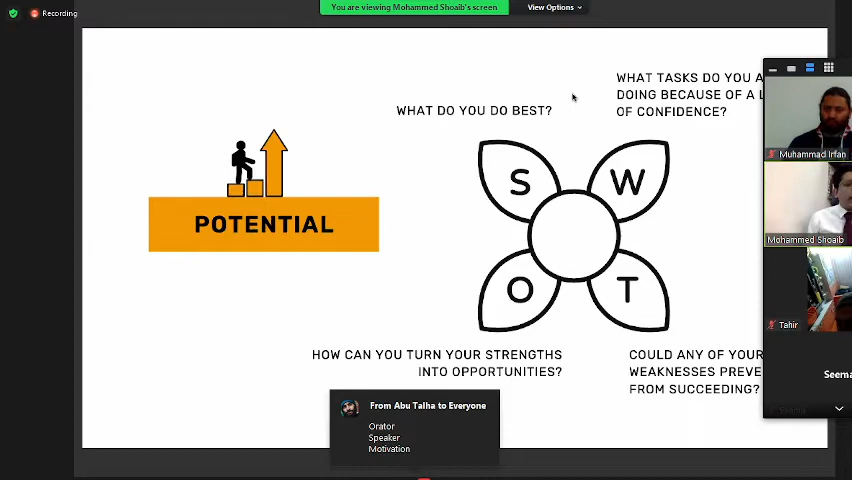 Recording
You are viewing Mohammed Shoaib's screen
View Options
WHAT TASKS DO YOU A
DOING BECAUSE OF A L
OF CONFIDENCE?
WHAT DO YOU DO BEST?
S
W
POTENTIAL
O
T
HOW CAN YOU TURN YOUR STRENGTHS
INTO OPPORTUNITIES?
COULD ANY OF YOUR
WEAKNESSES PREVE
FROM SUCCEEDING?
From Abu Talha to Everyone
Orator
Speaker
Motivation
Muhammad Irfan
Mohammed Shoaib
Tahir
Seema
Seema